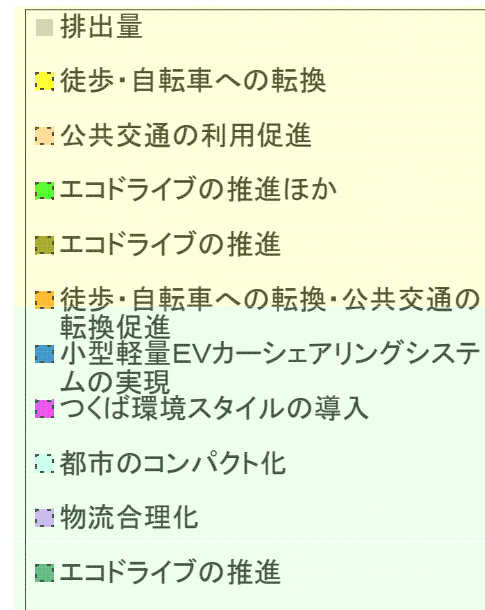 排出量
徒歩・自転車への転換
公共交通の利用促進
エコドライブの推進ほか
エコドライブの推進
徒歩・自転車への転換・公共交通の
転換促進
小型軽量EVカーシェアリングシステ
ムの実現
つくば環境スタイルの導入
都市のコンパクト化
物流合理化
エコドライブの推進